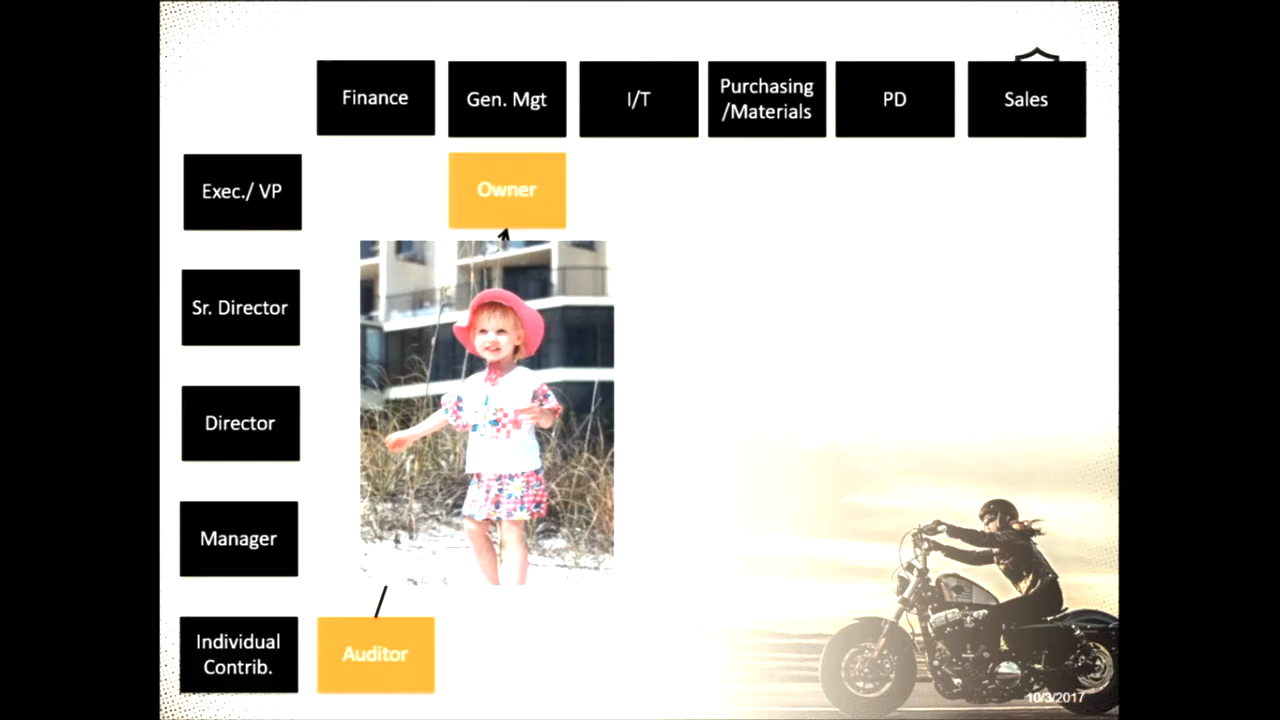 Finance
Gen. Mgt
I/T
Purchasing
/Materials
PD
Sales
Exec./ VP
Owner
Sr. Director
Director
Manager
Individual
Contrib.
Auditor
10/3/2017